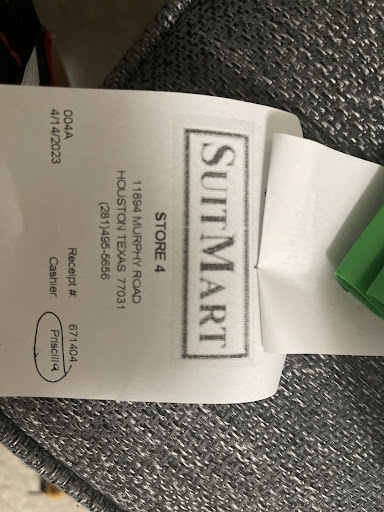 SUITMART
STORE 4
11894 MURPHY ROAD
HOUSTON TEXAS 77031
(281)495-5656
004A
4/14/2023
Receipt # 671404
Cashier: Priscilla